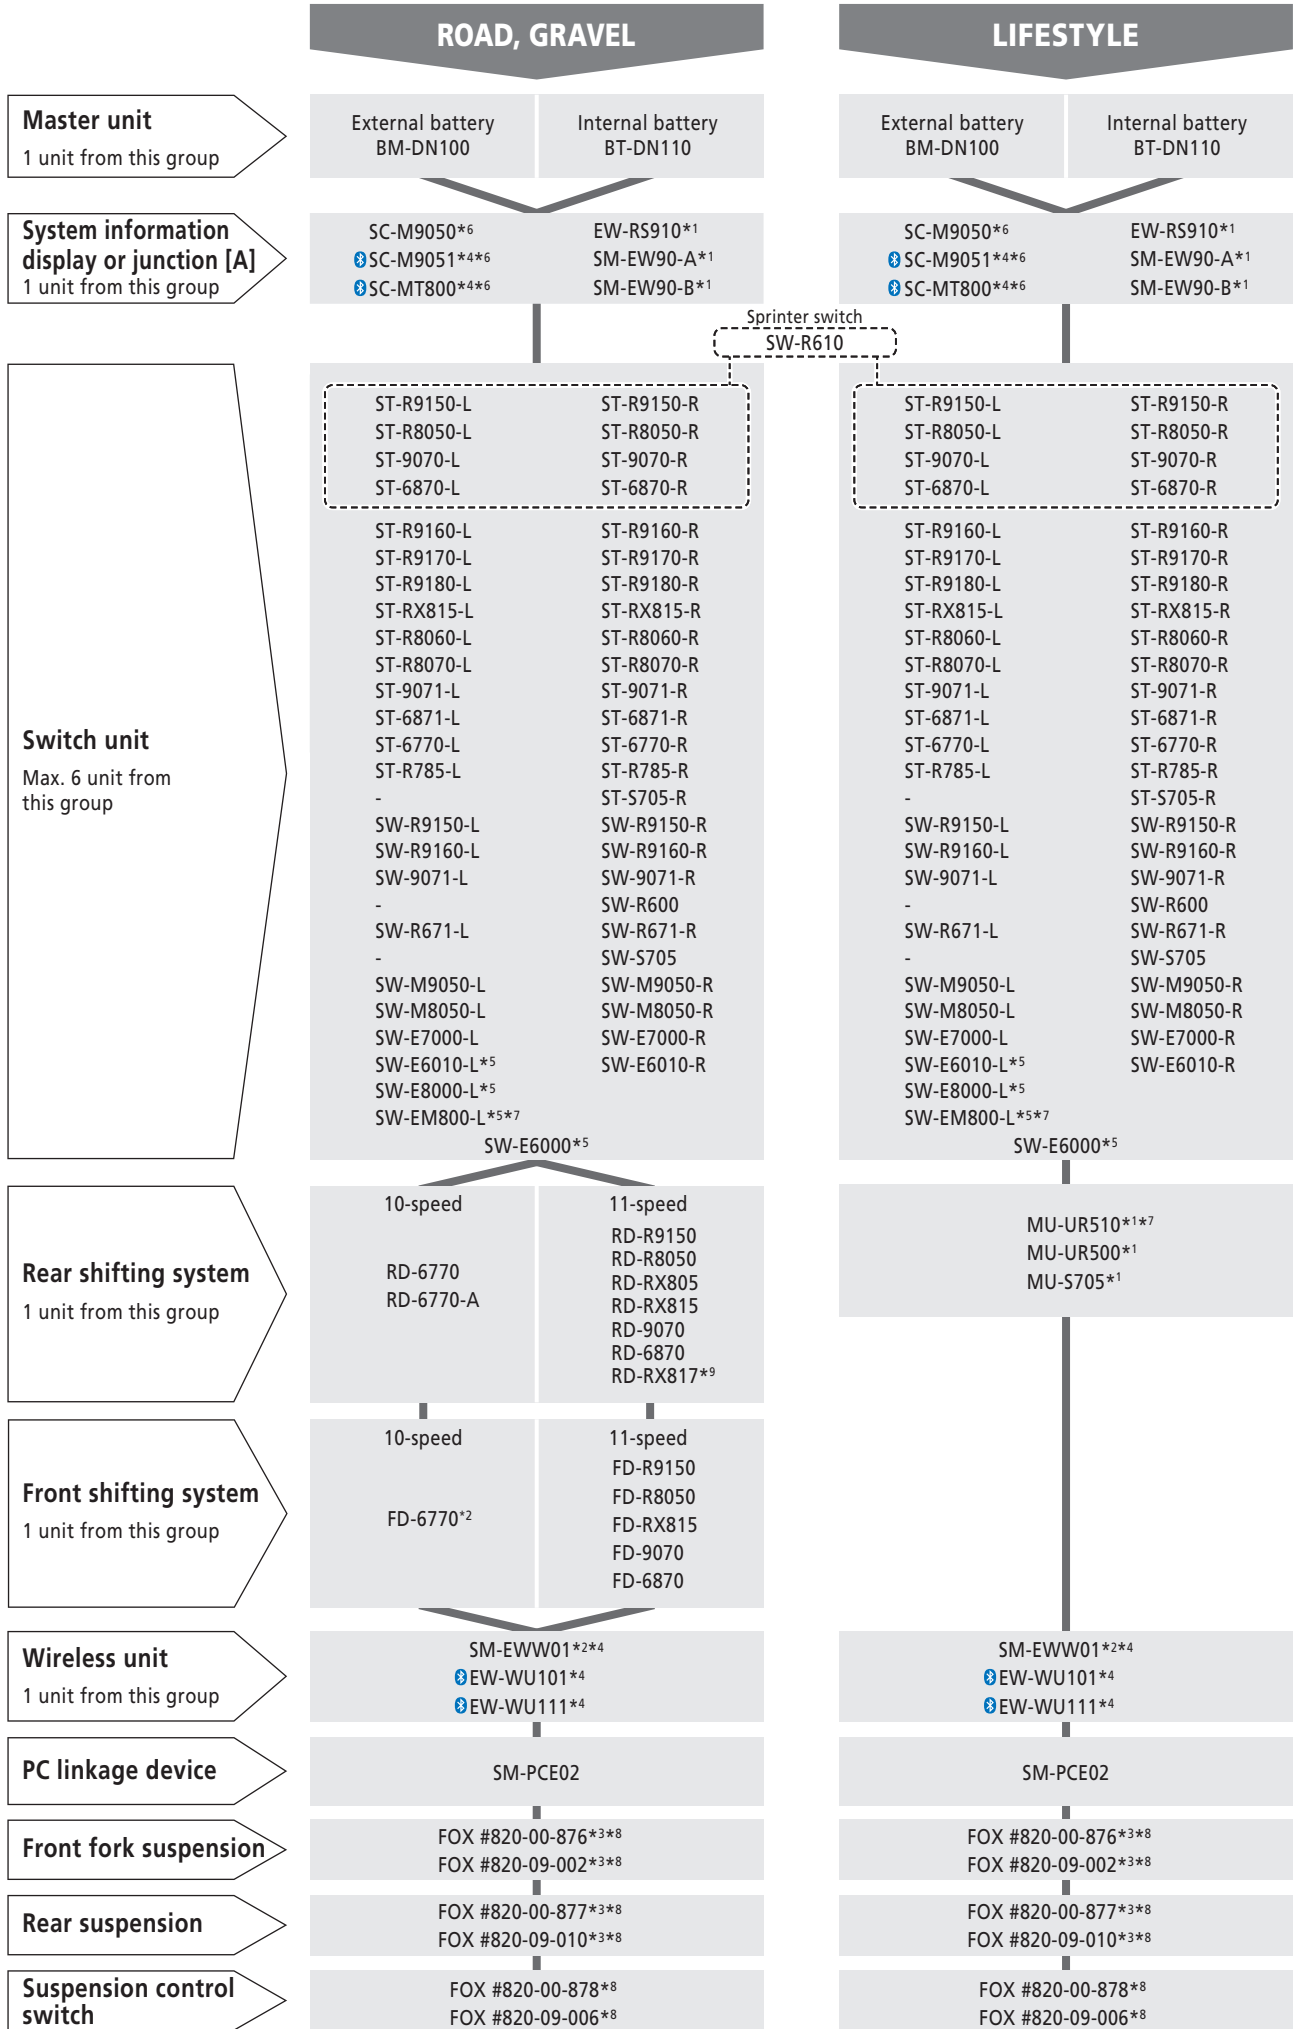 ROAD, GRAVEL
LIFESTYLE
Master unit
1 unit from this group
External battery
BM-DN100
Internal battery
BT-DN110
External battery
BM-DN100
Internal battery
BT-DN110
System information
display or junction [A]
1 unit from this group
SC-M9050*6
SC-M9051*4*6
SC-MT800*4*6
EW-RS910*1
SM-EW90-A*1
SM-EW90-B*1
SC-M9050*6
SC-M9051*4*6
SC-MT800*4*6
EW-RS910*1
SM-EW90-A*1
SM-EW90-B*1
Sprinter switch
SW-R610
Switch unit
Max. 6 unit from
this group
ST-R9150-L ST-R9150-R
ST-R8050-L ST-R8050-R
ST-9070-L ST-9070-R
ST-6870-L ST-6870-R
ST-R9160-L ST-R9160-R
ST-R9170-L ST-R9170-R
ST-R9180-L ST-R9180-R
ST-RX815-L ST-RX815-R
ST-R8060-L ST-R8060-R
ST-R8070-L ST-R8070-R
ST-9071-L ST-9071-R
ST-6871-L ST-6871-R
ST-6770-L ST-6770-R
ST-R785-L ST-R785-R
- ST-S705-R
SW-R9150-L SW-R9150-R
SW-R9160-L SW-R9160-R
SW-9071-L SW-9071-R
- SW-R600
SW-R671-L SW-R671-R
- SW-S705
SW-M9050-L SW-M9050-R
SW-M8050-L SW-M8050-R
SW-E7000-L SW-E7000-R
SW-E6010-L*5 SW-E6010-R
SW-E8000-L*5
SW-EM800-L*5*7
SW-E6000*5
ST-R9150-L ST-R9150-R
ST-R8050-L ST-R8050-R
ST-9070-L ST-9070-R
ST-6870-L ST-6870-R
ST-R9160-L ST-R9160-R
ST-R9170-L ST-R9170-R
ST-R9180-L ST-R9180-R
ST-RX815-L ST-RX815-R
ST-R8060-L ST-R8060-R
ST-R8070-L ST-R8070-R
ST-9071-L ST-9071-R
ST-6871-L ST-6871-R
ST-6770-L ST-6770-R
ST-R785-L ST-R785-R
- ST-S705-R
SW-R9150-L SW-R9150-R
SW-R9160-L SW-R9160-R
SW-9071-L SW-9071-R
- SW-R600
SW-R671-L SW-R671-R
- SW-S705
SW-M9050-L SW-M9050-R
SW-M8050-L SW-M8050-R
SW-E7000-L SW-E7000-R
SW-E6010-L*5 SW-E6010-R
SW-E8000-L*5
SW-EM800-L*5*7
SW-E6000*5
Rear shifting system
1 unit from this group
10-speed
RD-6770
RD-6770-A
11-speed
RD-R9150
RD-R8050
RD-RX805
RD-RX815
RD-9070
RD-6870
RD-RX817*9
MU-UR510*1*7
MU-UR500*1
MU-S705*1
Front shifting system
1 unit from this group
10-speed
FD-6770*2
11-speed
FD-R9150
FD-R8050
FD-RX815
FD-9070
FD-6870
Wireless unit
1 unit from this group
SM-EWW01*2*4
EW-WU101*4
EW-WU111*4
SM-EWW01*2*4
EW-WU101*4
EW-WU111*4
PC linkage device
SM-PCE02
SM-PCE02
Front fork suspension
FOX #820-00-876*3*8
FOX #820-09-002*3*8
FOX #820-00-876*3*8
FOX #820-09-002*3*8
Rear suspension
FOX #820-00-877*3*8
FOX #820-09-010*3*8
FOX #820-00-877*3*8
FOX #820-09-010*3*8
Suspension control
switch
FOX #820-00-878*8
FOX #820-09-006*8
FOX #820-00-878*8
FOX #820-09-006*8